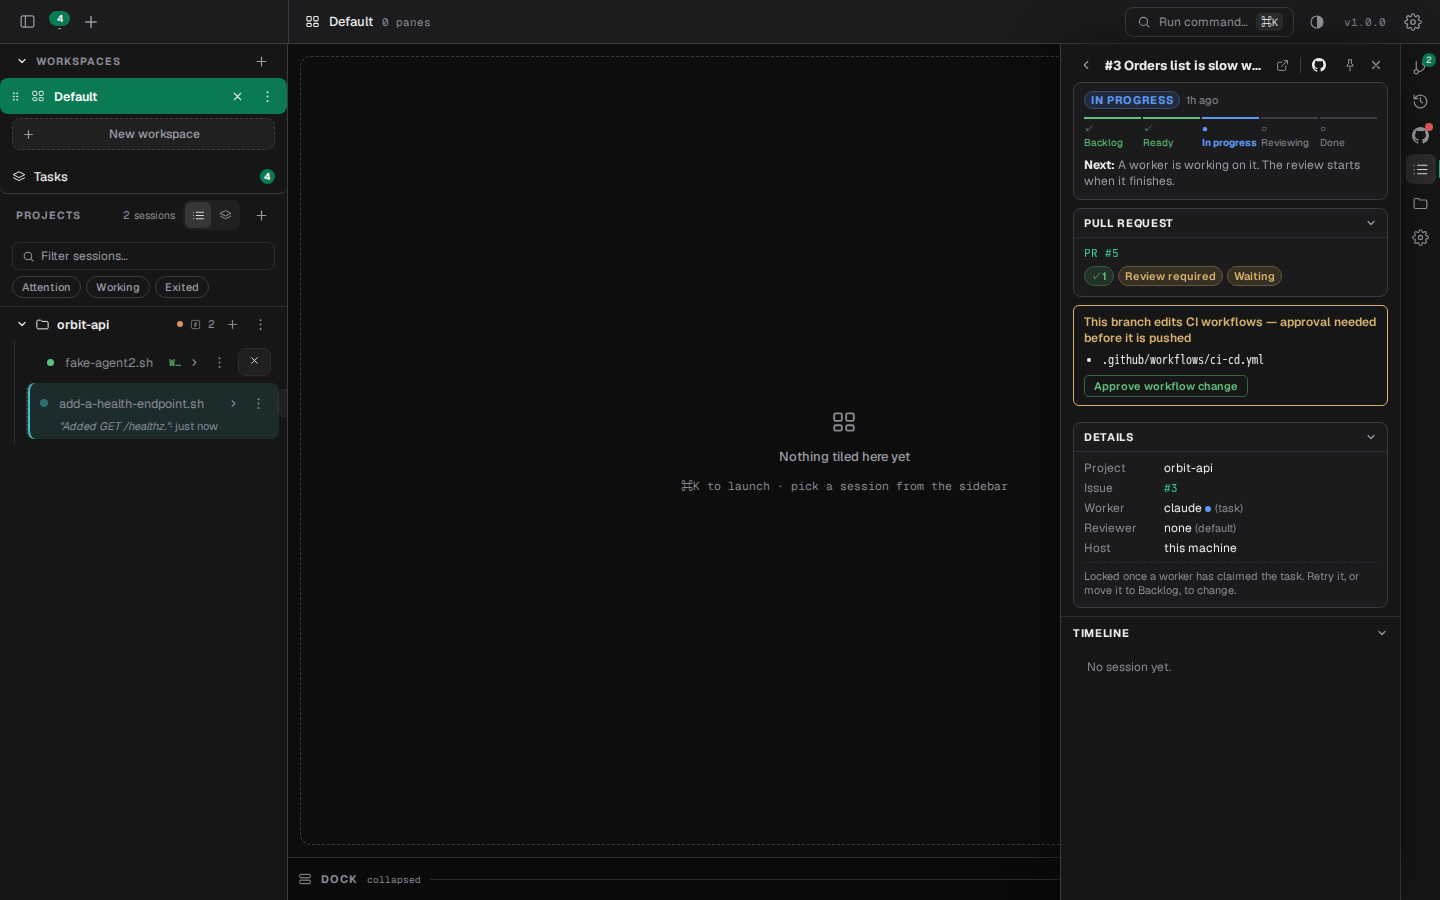 4
Default 0 panes
Run command... ⌘K
v1.0.0
WORKSPACES
Default
New workspace
Tasks 4
PROJECTS 2 sessions
Filter sessions...
Attention Working Exited
orbit-api 2
fake-agent2.sh W…
add-a-health-endpoint.sh
"Added GET /healthz."· just now
Nothing tiled here yet
⌘K to launch · pick a session from the sidebar
DOCK collapsed
#3 Orders list is slow w...
IN PROGRESS 1h ago
✓ ✓
Backlog Ready In progress Reviewing Done
Next: A worker is working on it. The review starts
when it finishes.
PULL REQUEST
PR #5
✓1 Review required Waiting
This branch edits CI workflows — approval needed
before it is pushed
• .github/workflows/ci-cd.yml
Approve workflow change
DETAILS
Project orbit-api
Issue #3
Worker claude (task)
Reviewer none (default)
Host this machine
Locked once a worker has claimed the task. Retry it, or
move it to Backlog, to change.
TIMELINE
No session yet.
2